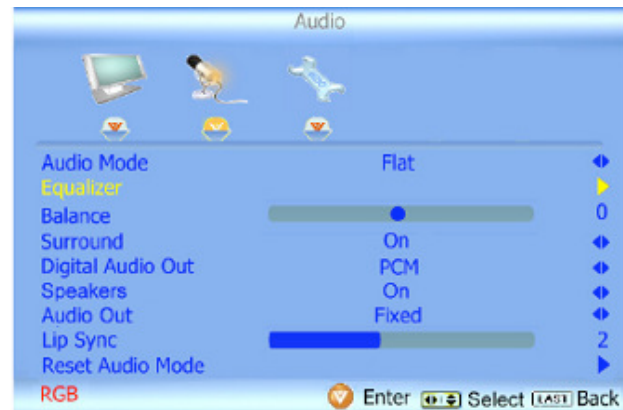 Audio
Audio Mode Flat
Equalizer
Balance 0
Surround On
Digital Audio Out PCM
Speakers On
Audio Out Fixed
Lip Sync 2
Reset Audio Mode
RGB Enter Select LAST Back